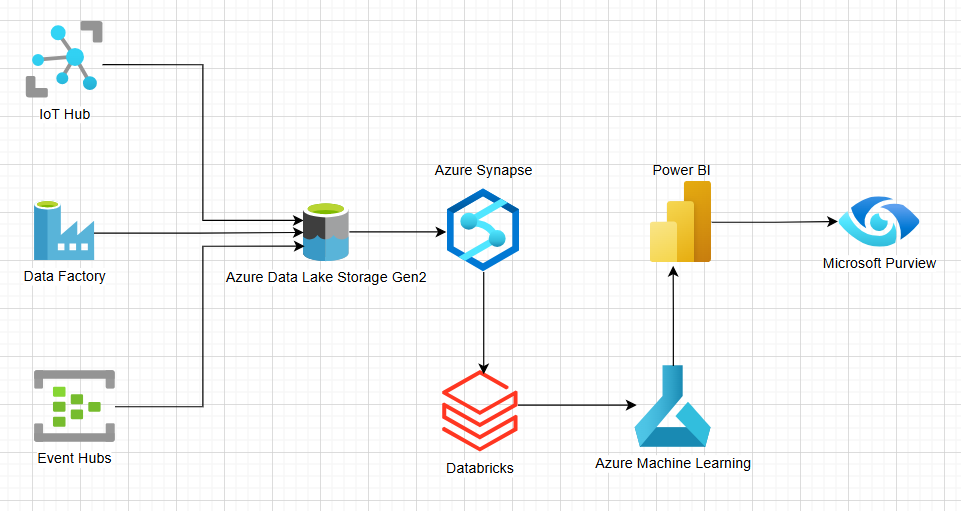 IoT Hub
Azure Synapse
Power BI
Data Factory
Azure Data Lake Storage Gen2
Microsoft Purview
Event Hubs
Databricks
Azure Machine Learning